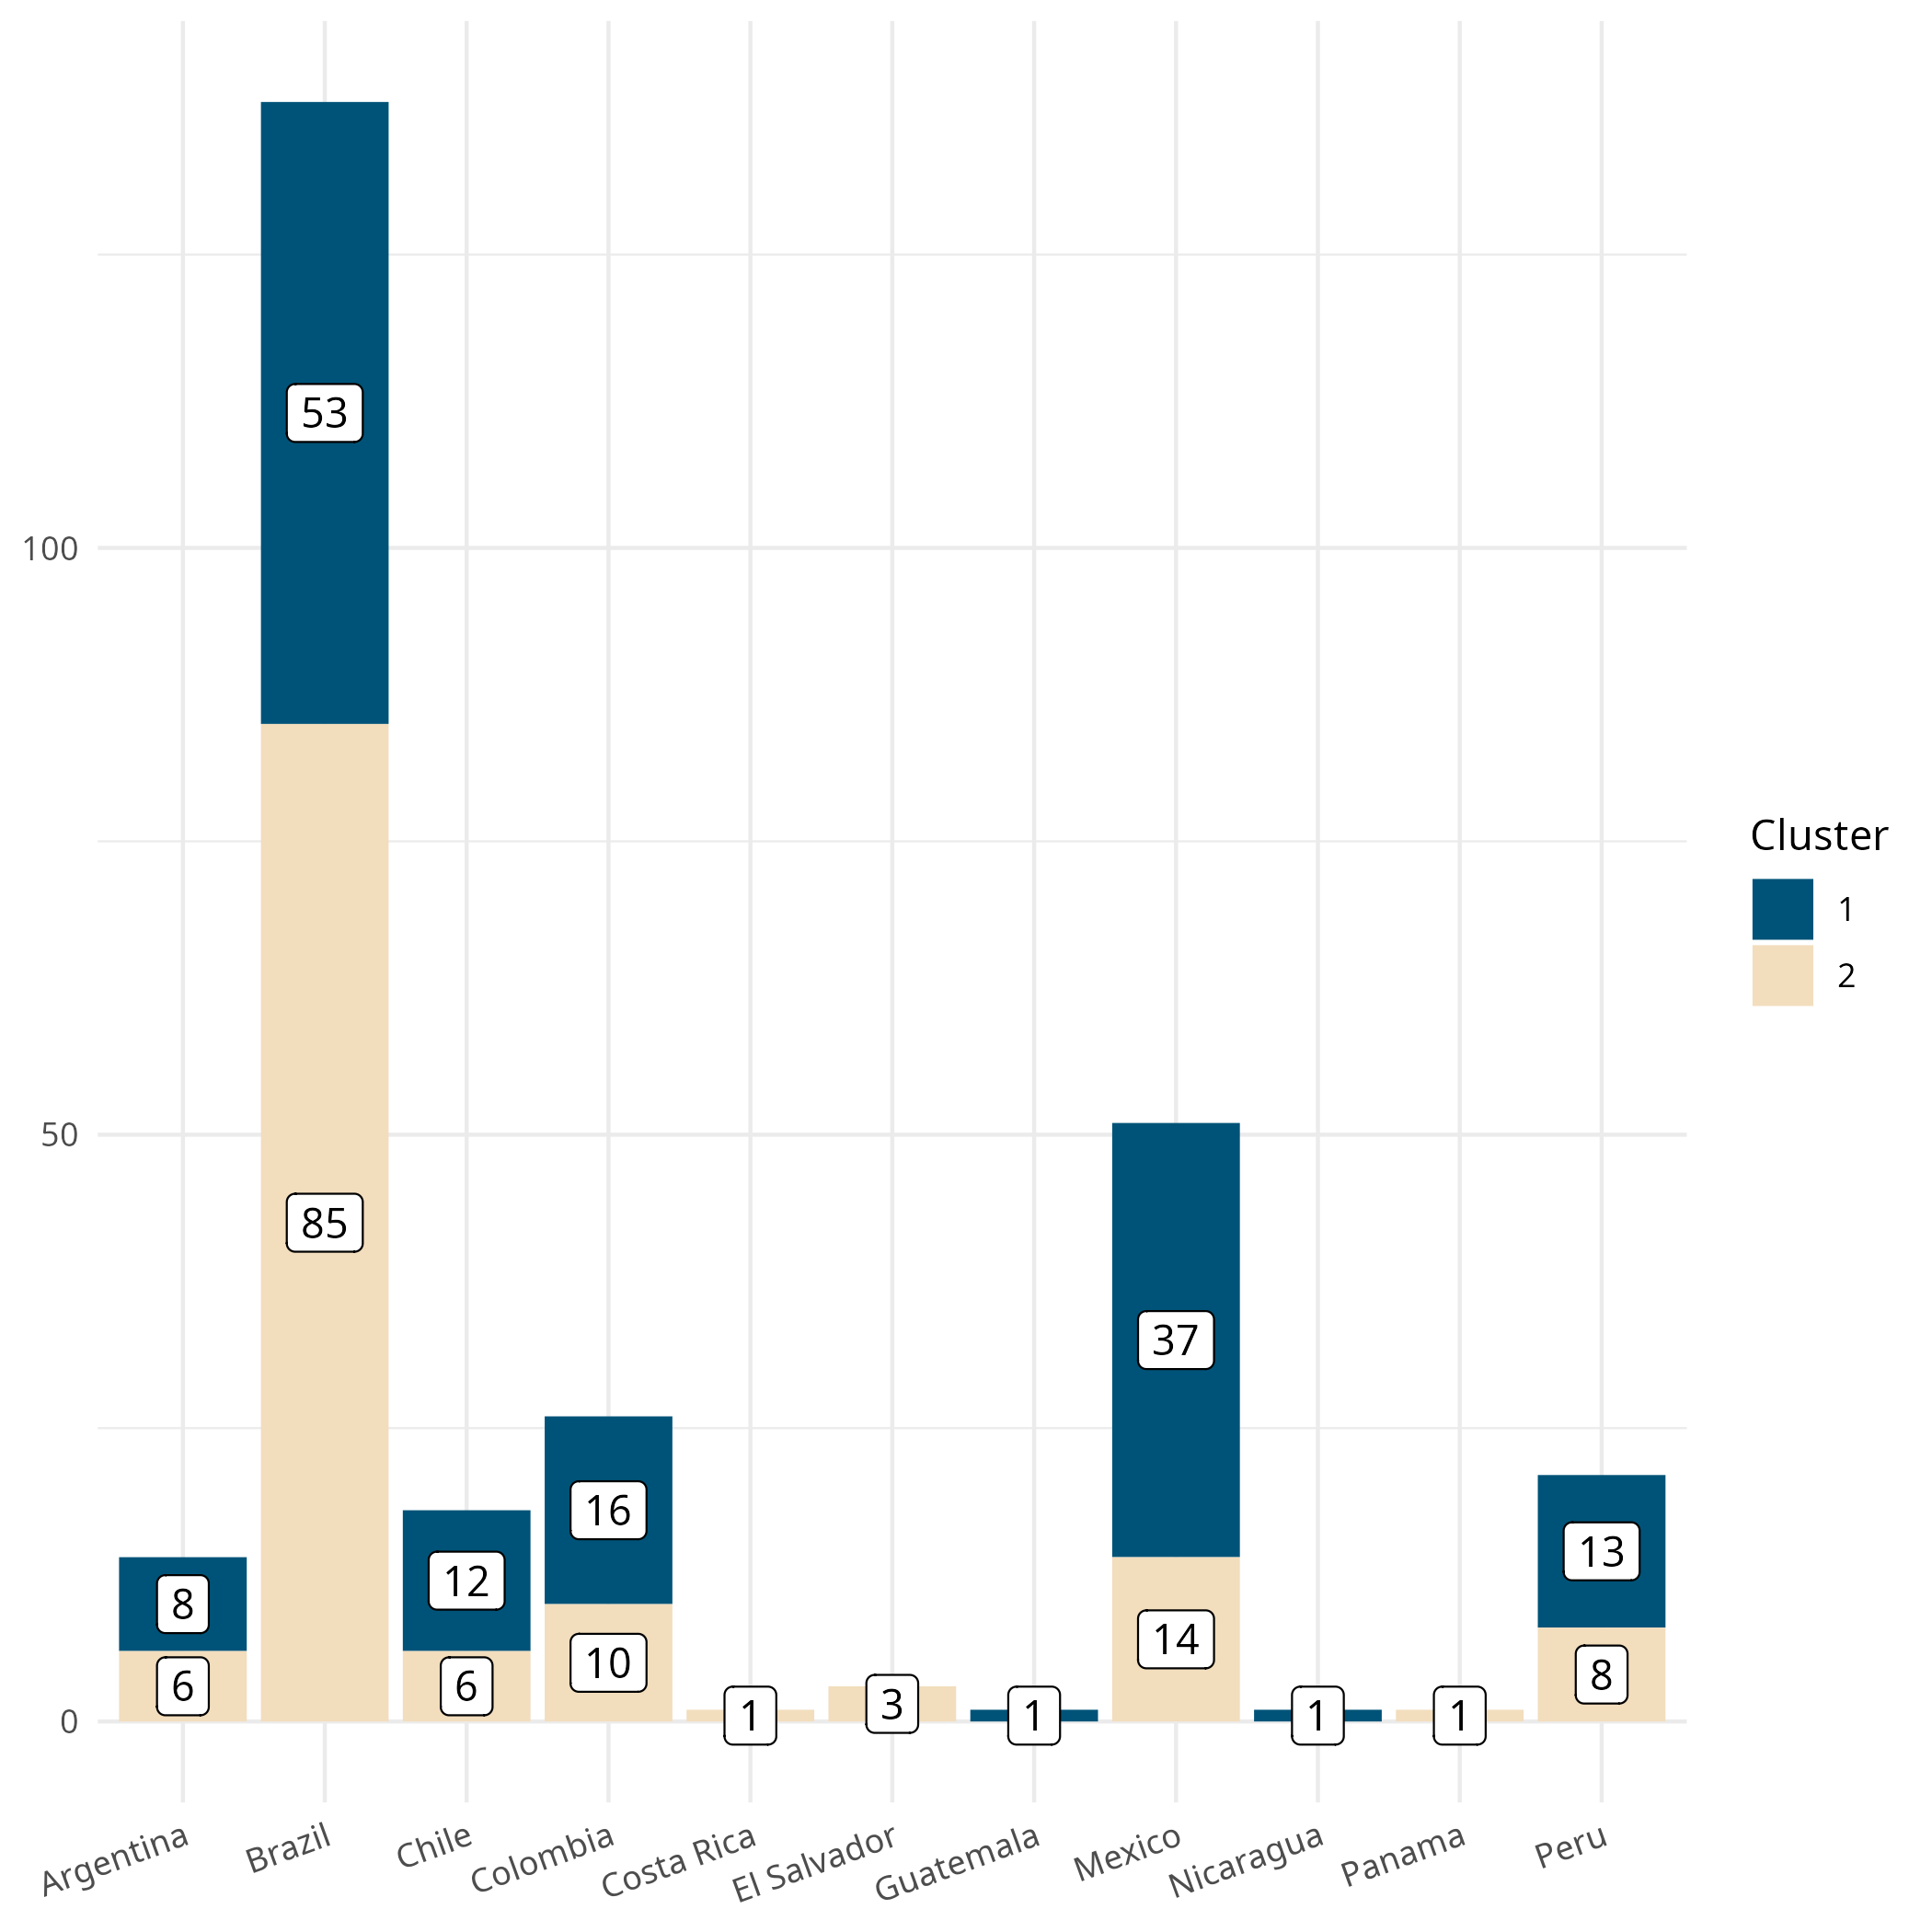 53
100
Cluster
1
2
50
85
37
16
13
12
8
14
10
8
6
6
3
1
1
1
1
0
Argentina
Brazil
Chile
Colombia
Costa Rica
El Salvador
Guatemala
Mexico
Nicaragua
Panama
Peru